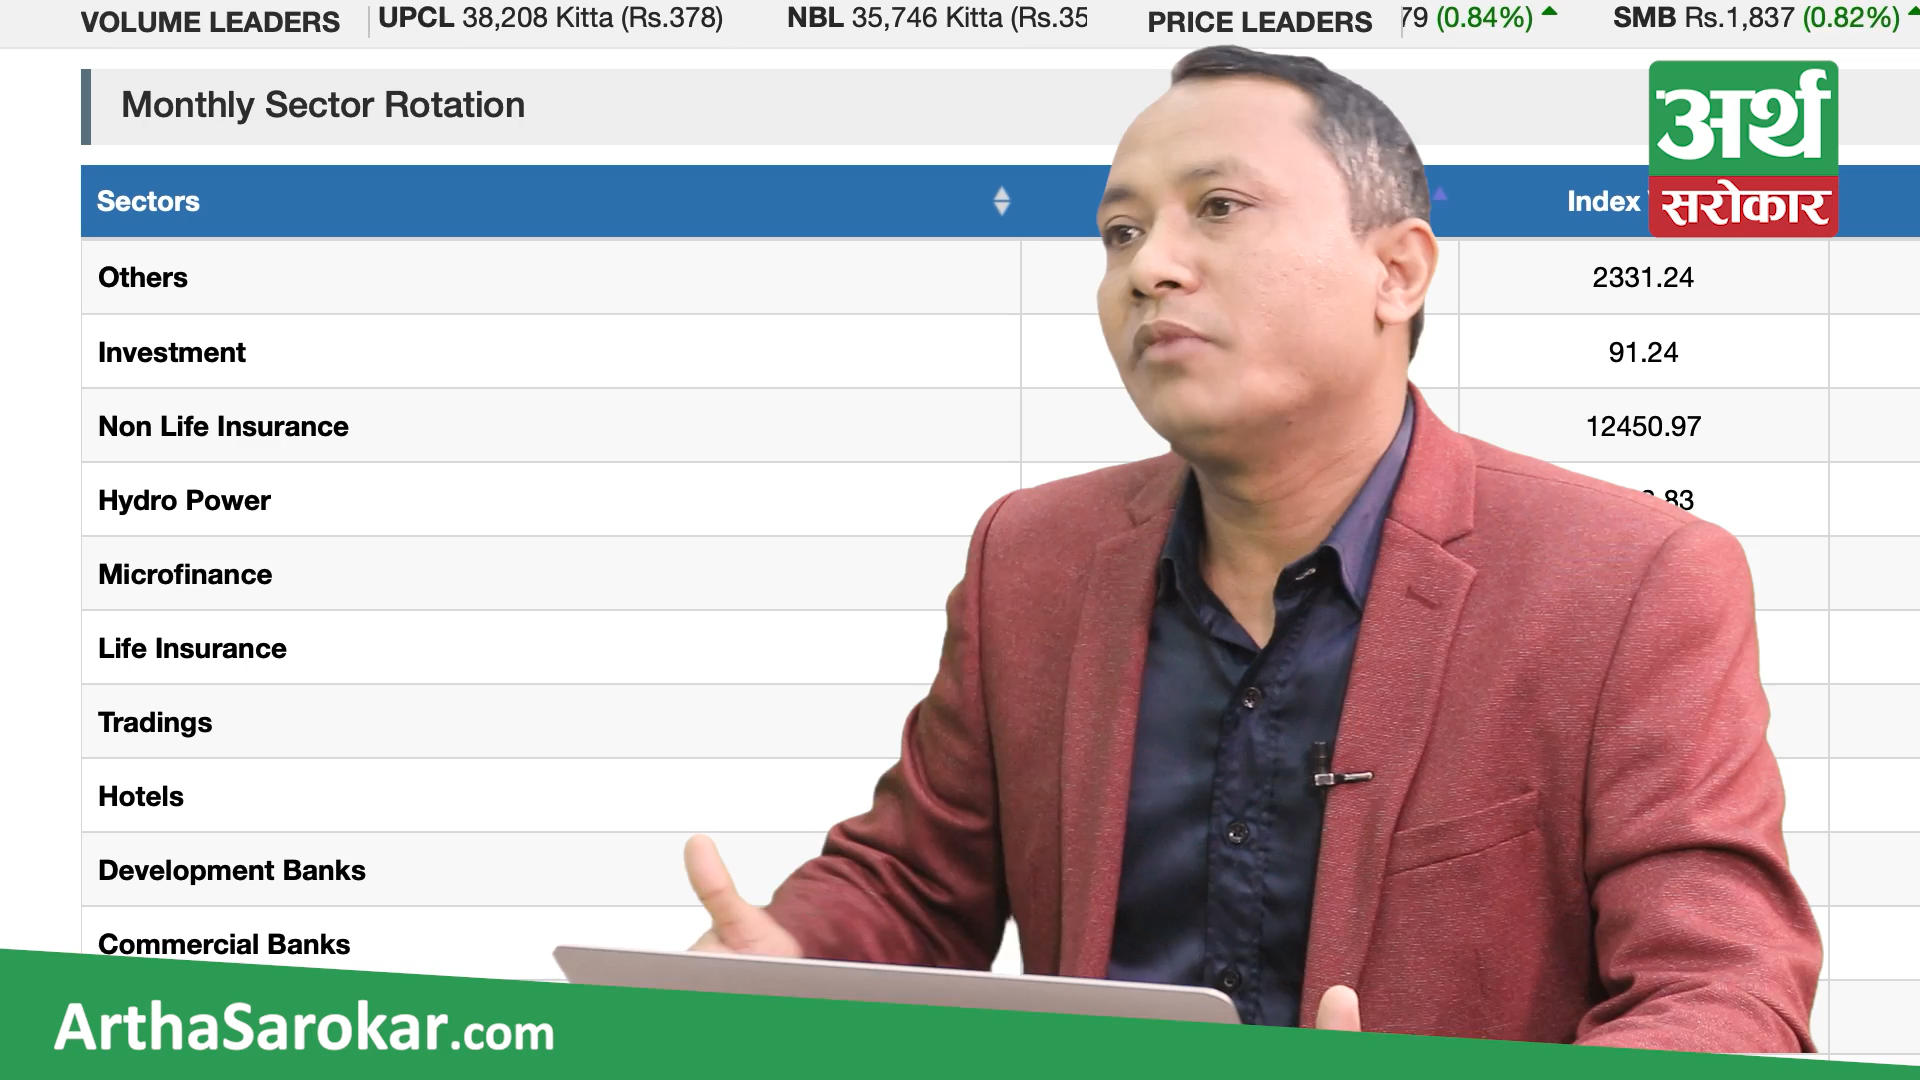 VOLUME LEADERS UPCL 38,208 Kitta (Rs.378) NBL 35,746 Kitta (Rs.35 PRICE LEADERS 79 (0.84%) SMB Rs.1,837 (0.82%)
Monthly Sector Rotation
अर्थ
सरोकार
Sectors Index
Others 2331.24
Investment 91.24
Non Life Insurance 12450.97
Hydro Power .83
Microfinance
Life Insurance
Tradings
Hotels
Development Banks
Commercial Banks
ArthaSarokar.com